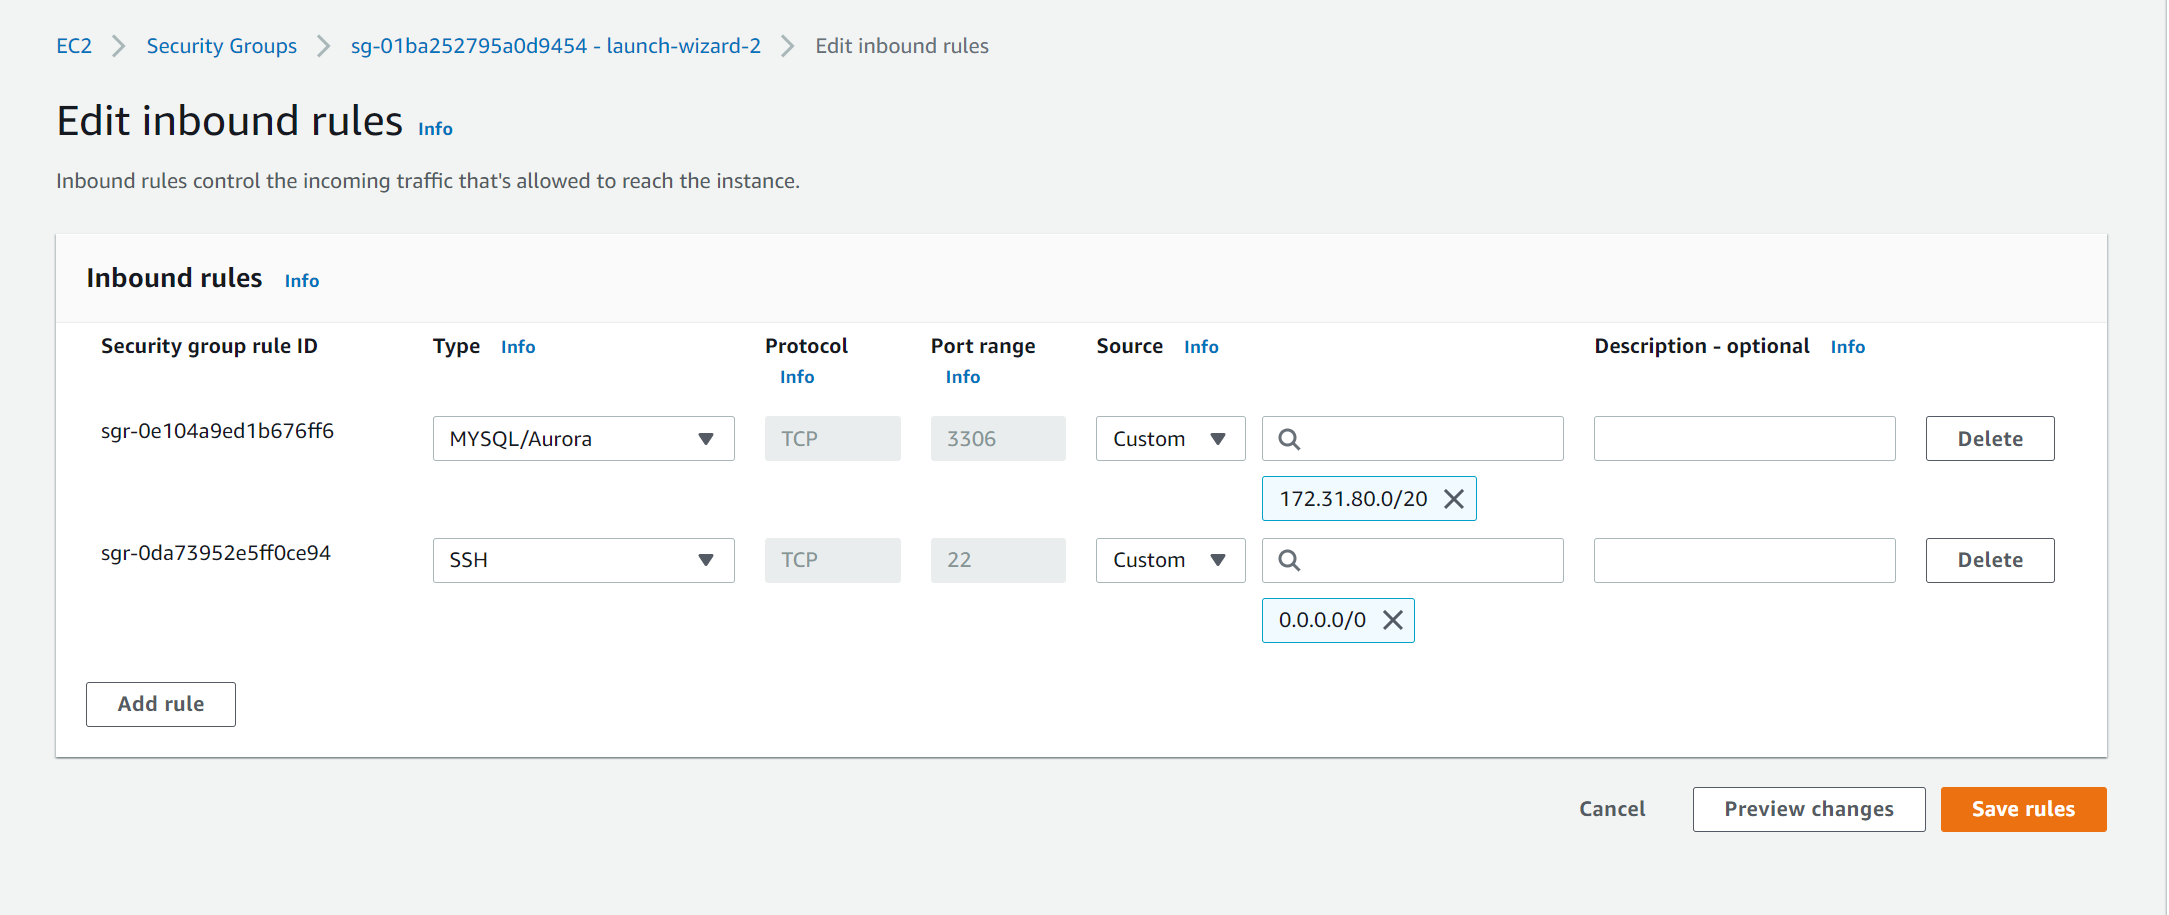 EC2 > Security Groups > sg-01ba252795a0d9454 - launch-wizard-2 > Edit inbound rules
Edit inbound rules Info
Inbound rules control the incoming traffic that's allowed to reach the instance.
Inbound rules Info
Security group rule ID Type Info Protocol Info Port range Info Source Info Description - optional Info
sgr-0e104a9ed1b676ff6 MYSQL/Aurora TCP 3306 Custom Delete
172.31.80.0/20
sgr-0da73952e5ff0ce94 SSH TCP 22 Custom Delete
0.0.0.0/0
Add rule
Cancel Preview changes Save rules